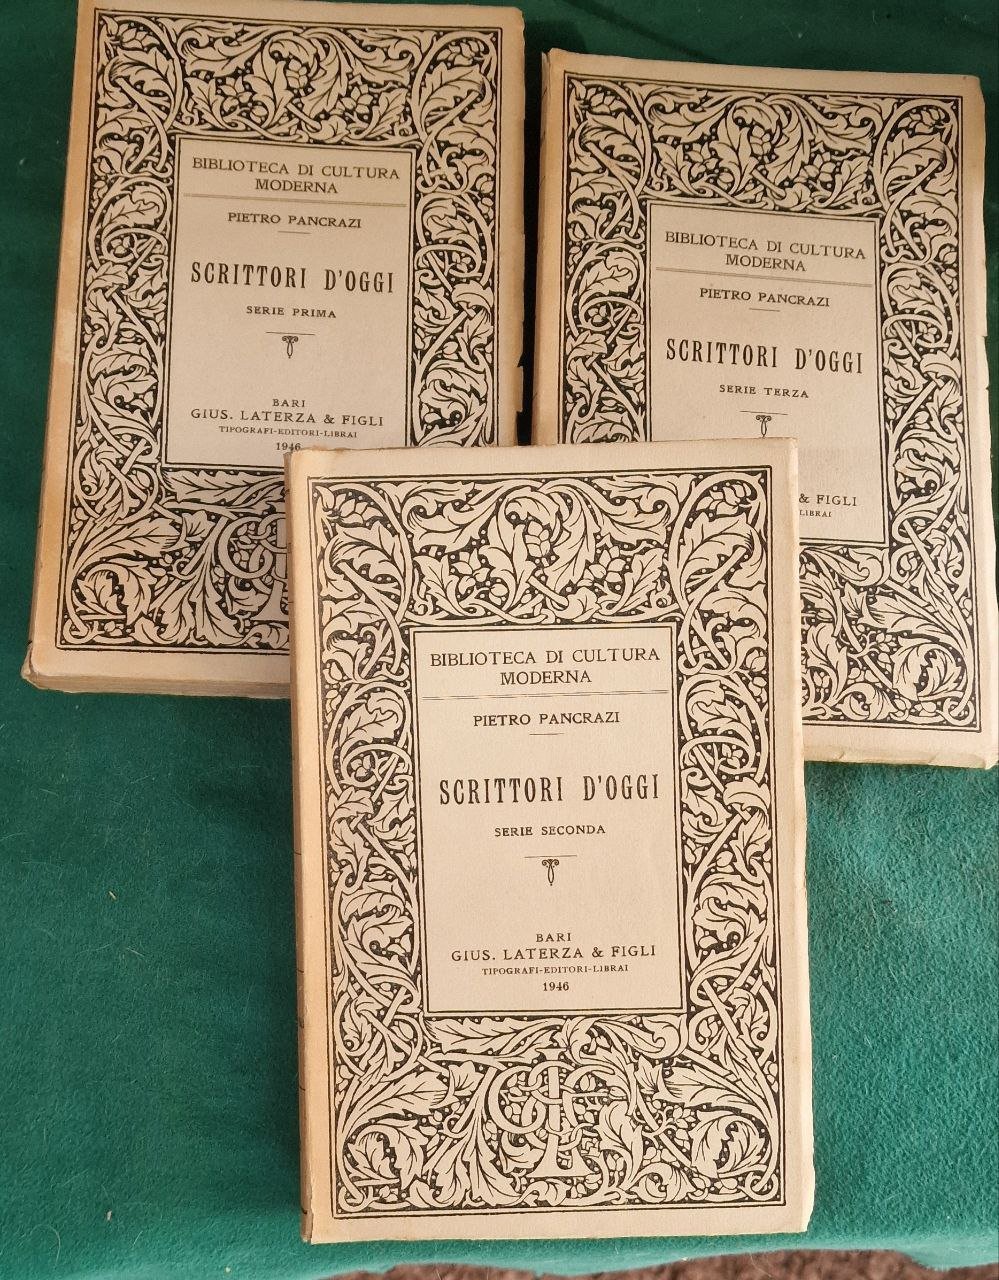 BIBLIOTECA DI CULTURA
MODERNA
PIETRO PANCRAZI
SCRITTORI D'OGGI
SERIE PRIMA
BARI
GIUS. LATERZA & FIGLI
TIPOGRAFI-EDITORI-LIBRAI
1946
BIBLIOTECA DI CULTURA
MODERNA
PIETRO PANCRAZI
SCRITTORI D'OGGI
SERIE TERZA
& FIGLI
BIBLIOTECA DI CULTURA
MODERNA
PIETRO PANCRAZI
SCRITTORI D'OGGI
SERIE SECONDA
BARI
GIUS. LATERZA & FIGLI
TIPOGRAFI-EDITORI-LIBRAI
1946